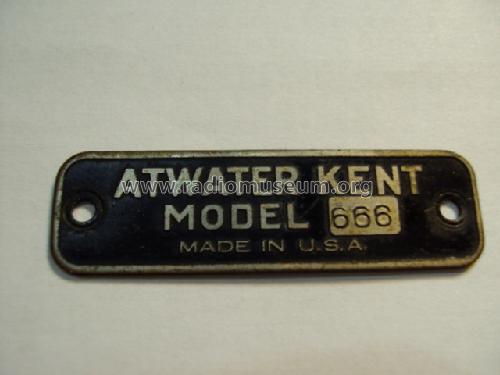 ATWATER KENT
www.radiomuseum.org
MODEL 666
MADE IN U.S.A.